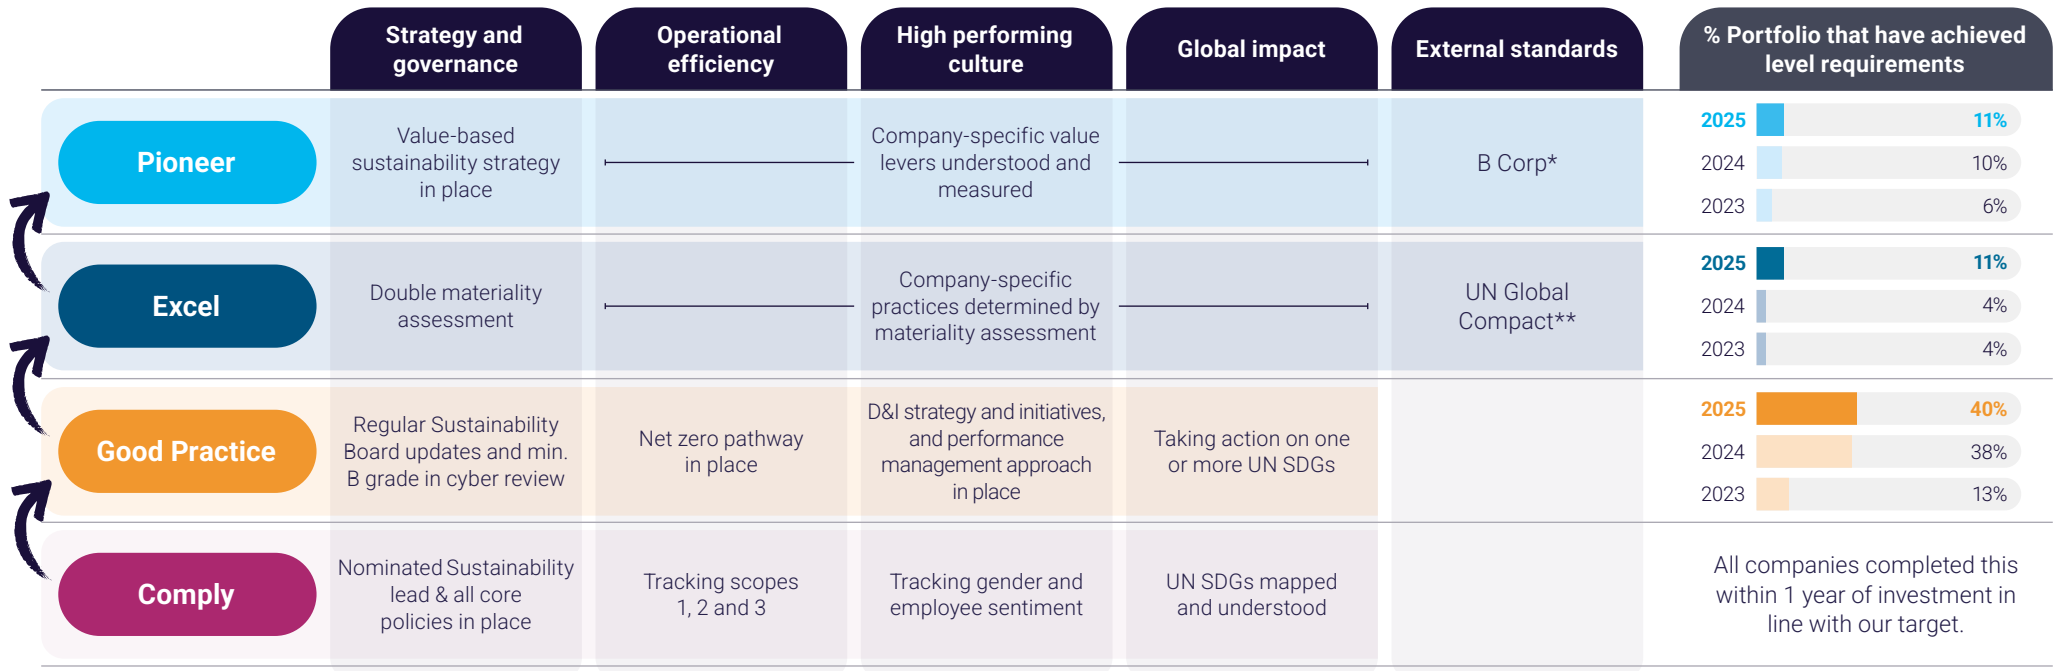 Strategy and
governance
Operational
efficiency
High performing
culture
Global impact
External standards
% Portfolio that have achieved
level requirements
Pioneer
Value-based
sustainability strategy
in place
Company-specific value
levers understood and
measured
B Corp*
2025 11%
2024 10%
2023 6%
Excel
Double materiality
assessment
Company-specific
practices determined by
materiality assessment
UN Global
Compact**
2025 11%
2024 4%
2023 4%
Good Practice
Regular Sustainability
Board updates and min.
B grade in cyber review
Net zero pathway
in place
D&I strategy and initiatives,
and performance
management approach
in place
Taking action on one
or more UN SDGs
2025 40%
2024 38%
2023 13%
Comply
Nominated Sustainability
lead & all core
policies in place
Tracking scopes
1, 2 and 3
Tracking gender and
employee sentiment
UN SDGs mapped
and understood
All companies completed this
within 1 year of investment in
line with our target.